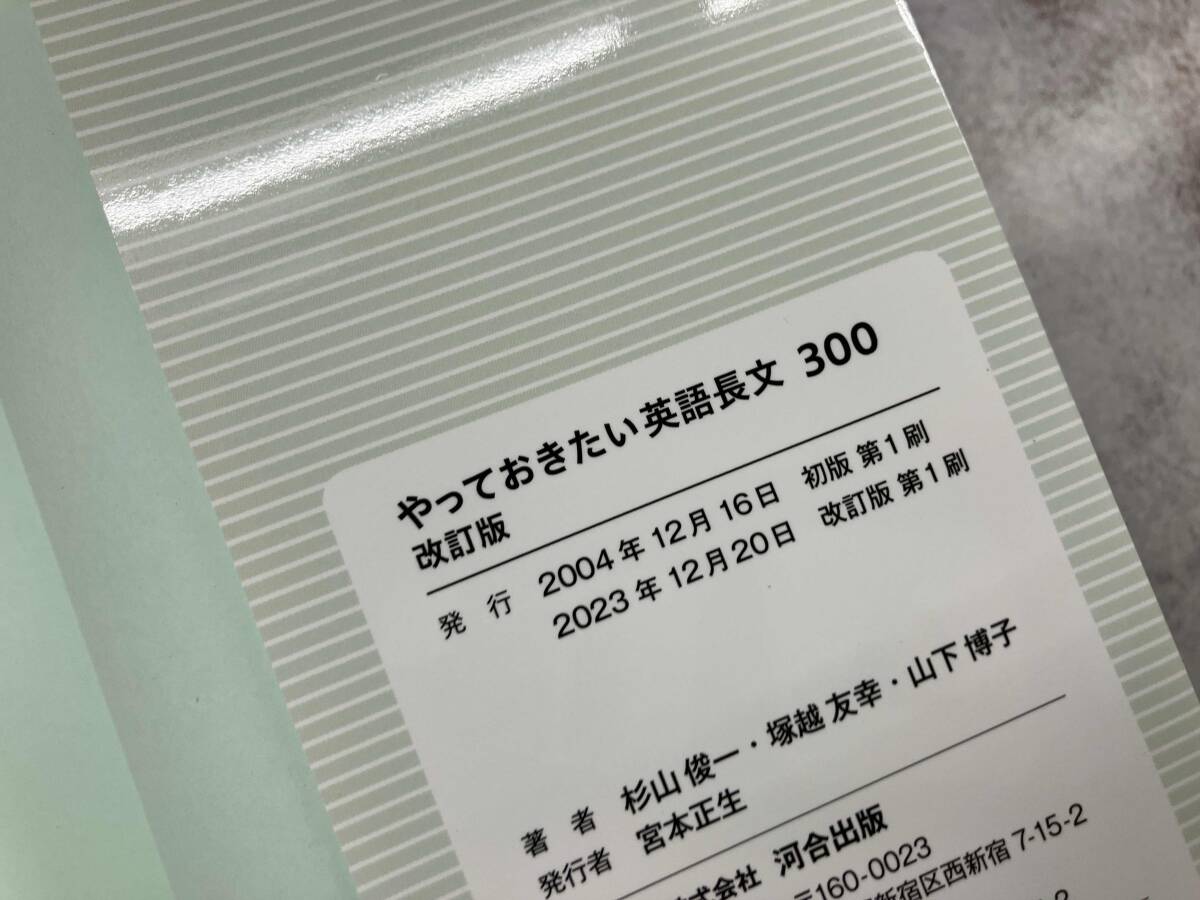 やっておきたい英語長文 300
改訂版
発 行 2004年12月16日 初版 第1刷
2023年12月20日 改訂版 第1刷
著 者 杉山 俊一・塚越 友幸・山下 博子
発行者 宮本正生
式会社 河合出版
〒160-0023
新宿区西新宿 7-15-2